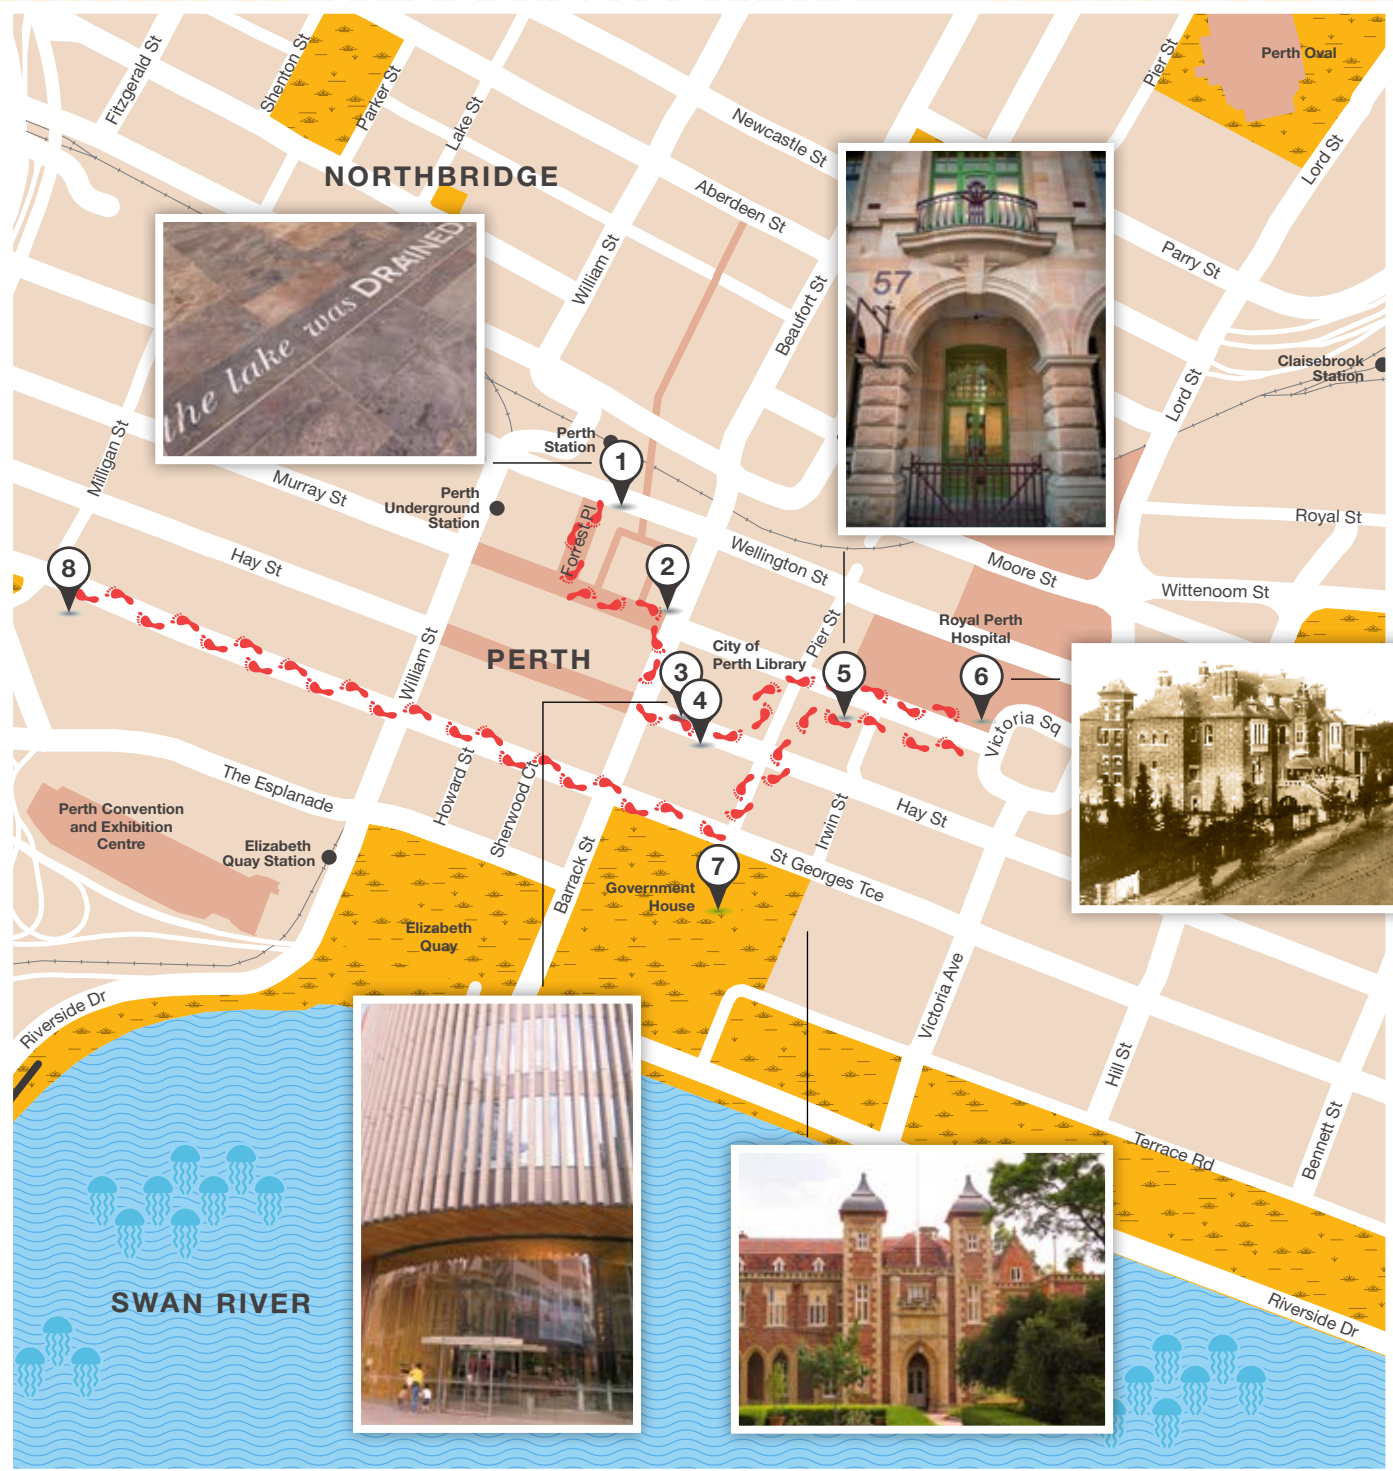 Fitzgerald St
Shenton St
Parker St
Lake St
Pier St
Perth Oval
Newcastle St
Lord St
NORTHBRIDGE
Aberdeen St
William St
Beaufort St
Parry St
the lake was DRAINED
57
Claisebrook
Station
Lord St
Milligan St
Murray St
Perth
Station
1
Perth
Underground
Station
Forrest Pl
Royal St
Hay St
Wellington St
Moore St
Wittenoom St
8
2
Royal Perth
Hospital
Pier St
William St
PERTH
City of
Perth Library
3
4
5
6
Victoria Sq
The Esplanade
Howard St
Sherwood Ct
Perth Convention
and Exhibition
Centre
Elizabeth
Quay Station
Irwin St
Hay St
Barrack St
7
St Georges Tce
Government
House
Elizabeth
Quay
Riverside Dr
Victoria Ave
Hill St
Bennett St
Terrace Rd
SWAN RIVER
Riverside Dr